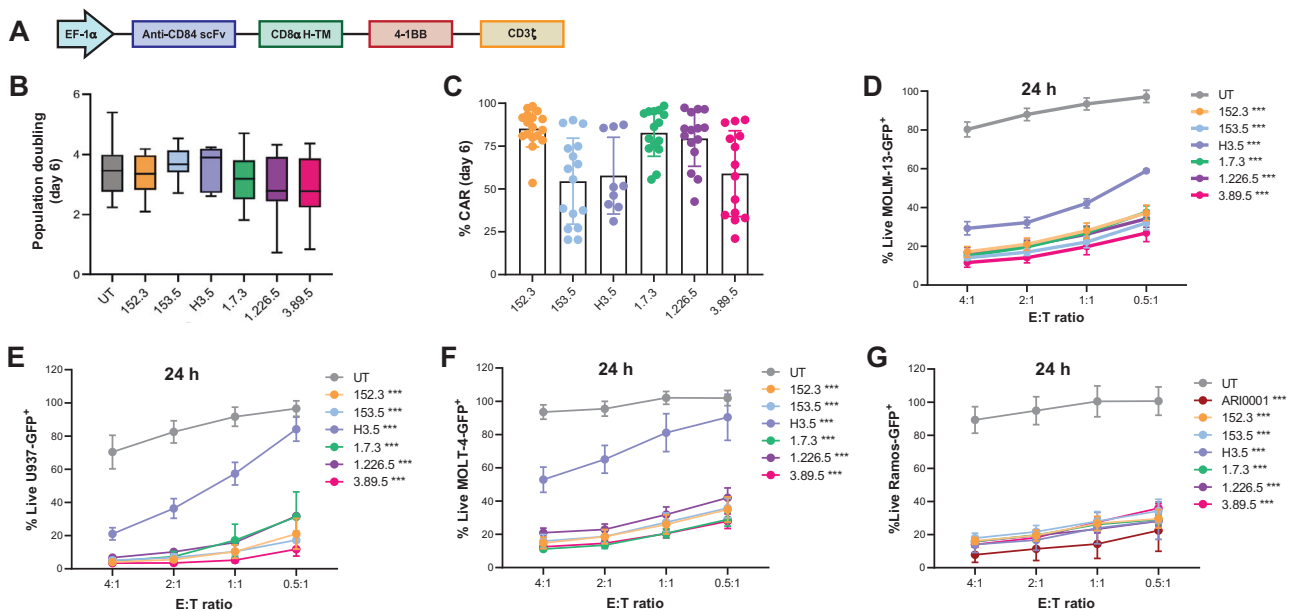 A
EF-1α
Anti-CD84 scFv
CD8α H-TM
4-1BB
CD3ζ
B
Population doubling
(day 6)
6
4
2
0
UT
152.3
153.5
H3.5
1.7.3
1.226.5
3.89.5
C
% CAR (day 6)
100
75
50
25
0
152.3
153.5
H3.5
1.7.3
1.226.5
3.89.5
D
24 h
% Live MOLM-13-GFP+
100
80
60
40
20
0
4:1
2:1
1:1
0.5:1
E:T ratio
UT
152.3 ***
153.5 ***
H3.5 ***
1.7.3 ***
1.226.5 ***
3.89.5 ***
E
24 h
% Live U937-GFP+
120
100
80
60
40
20
0
4:1
2:1
1:1
0.5:1
E:T ratio
UT
152.3 ***
153.5 ***
H3.5 ***
1.7.3 ***
1.226.5 ***
3.89.5 ***
F
24 h
% Live MOLT-4-GFP+
120
100
80
60
40
20
0
4:1
2:1
1:1
0.5:1
E:T ratio
UT
152.3 ***
153.5 ***
H3.5 ***
1.7.3 ***
1.226.5 ***
3.89.5 ***
G
24 h
%Live Ramos-GFP+
120
100
80
60
40
20
0
4:1
2:1
1:1
0.5:1
E:T ratio
UT
ARI0001 ***
152.3 ***
153.5 ***
H3.5 ***
1.7.3 ***
1.226.5 ***
3.89.5 ***